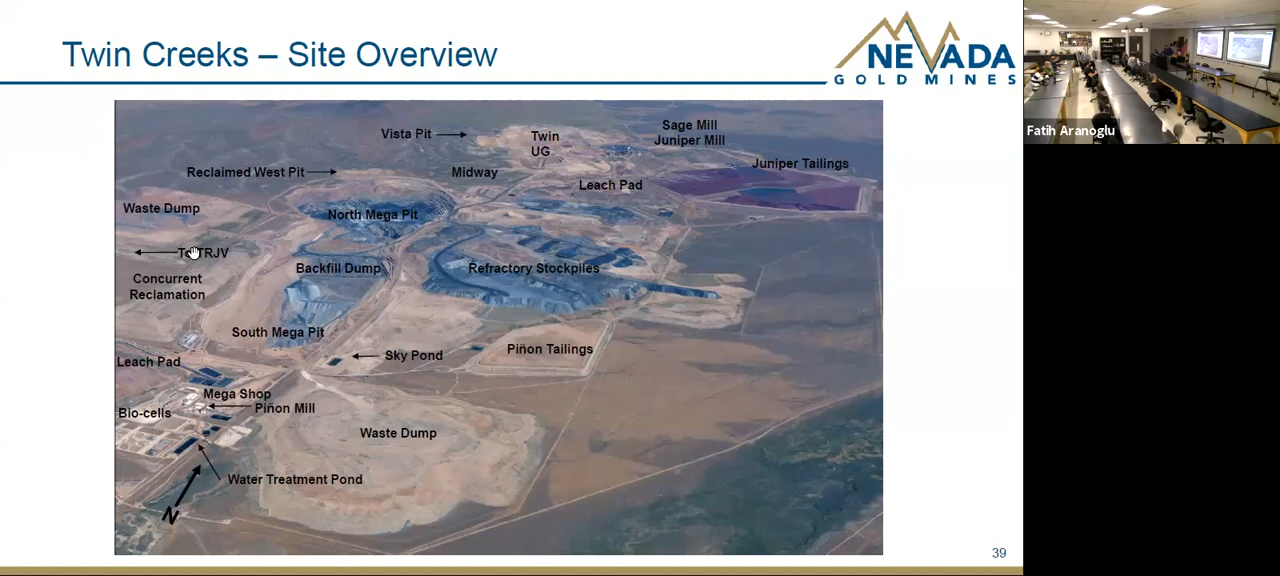 Twin Creeks – Site Overview
NEVADA
GOLD MINES
Fatih Aranoglu
Vista Pit
Twin
UG
Sage Mill
Juniper Mill
Reclaimed West Pit
Midway
Juniper Tailings
Leach Pad
Waste Dump
North Mega Pit
To TRJV
Backfill Dump
Refractory Stockpiles
Concurrent
Reclamation
South Mega Pit
Sky Pond
Piñon Tailings
Leach Pad
Mega Shop
Piñon Mill
Bio-cells
Waste Dump
Water Treatment Pond
N
39